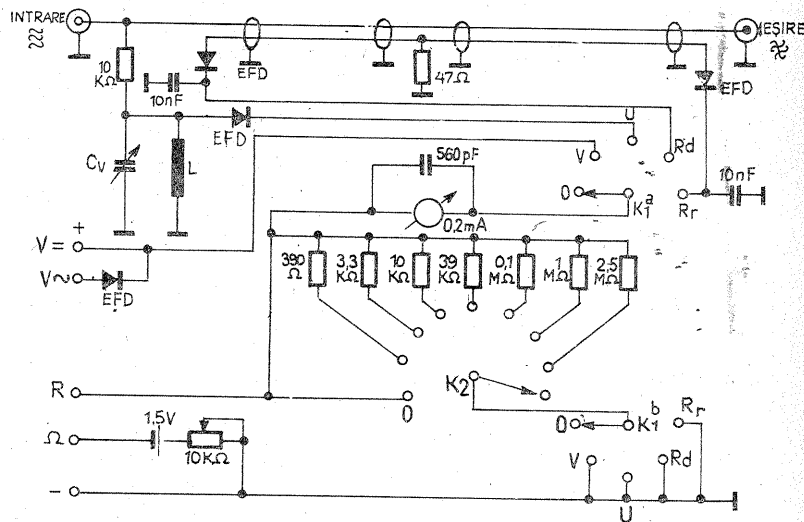 INTRARE
IEȘIRE
10 KΩ
EFD
10nF
47Ω
EFD
EFD
U
V
Rd
10nF
Cv
L
560pF
0
K1a
Rr
0,2mA
+
V=
V~
EFD
390 Ω
3,3 KΩ
10 KΩ
39 KΩ
0,1 MΩ
1 MΩ
2,5 MΩ
R
0
K2
0
K1b
Rr
Ω
1,5V
10KΩ
V
Rd
-
U